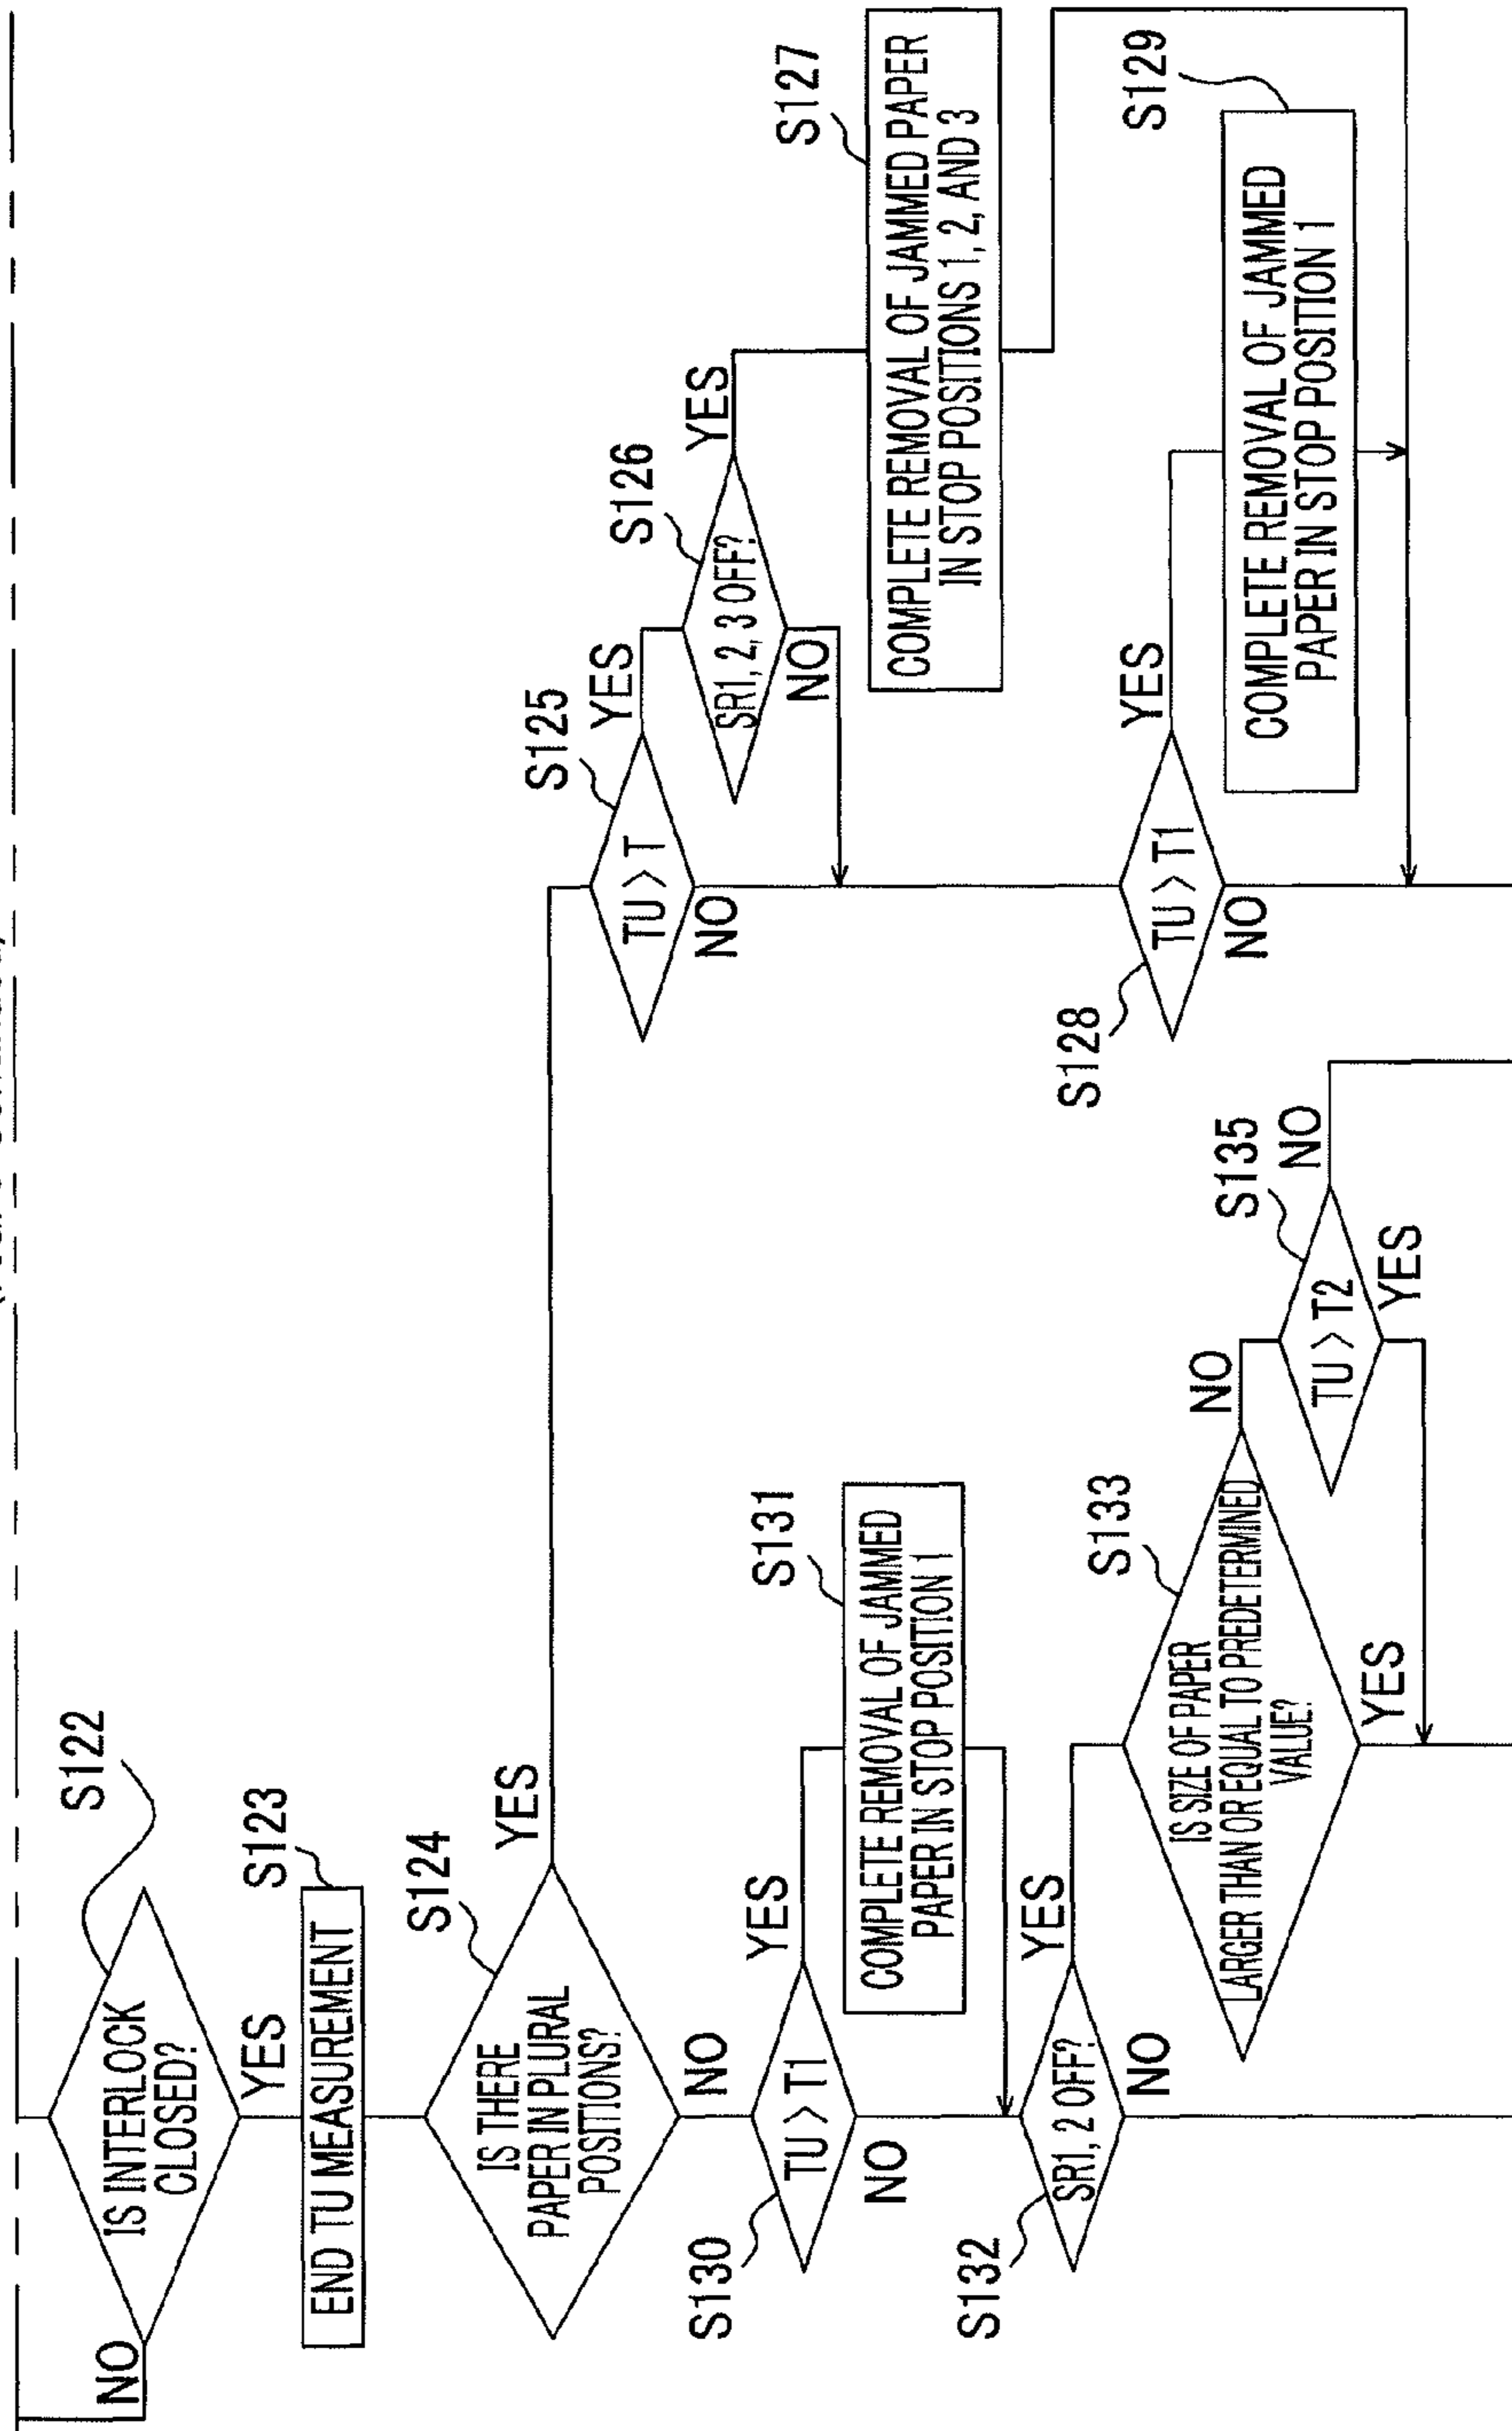 S122
IS INTERLOCK
CLOSED?
NO
YES
S123
END TU MEASUREMENT
S124
IS THERE
PAPER IN PLURAL
POSITIONS?
YES
NO
S125
TU > T
YES
NO
S126
SR1, 2, 3 OFF?
YES
NO
S127
COMPLETE REMOVAL OF JAMMED PAPER
IN STOP POSITIONS 1, 2, AND 3
S128
TU > T1
YES
NO
S129
COMPLETE REMOVAL OF JAMMED
PAPER IN STOP POSITION 1
S130
TU > T1
YES
NO
S131
COMPLETE REMOVAL OF JAMMED
PAPER IN STOP POSITION 1
S132
SR1, 2 OFF?
YES
NO
S133
IS SIZE OF PAPER
LARGER THAN OR EQUAL TO PREDETERMINED
VALUE?
NO
YES
S135
TU > T2
NO
YES